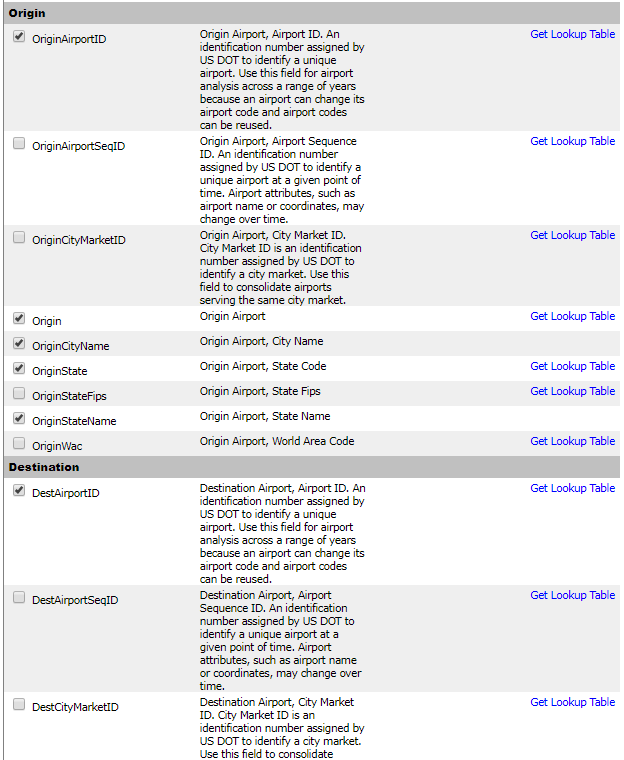 Origin
OriginAirportID
Origin Airport, Airport ID. An
identification number assigned by
US DOT to identify a unique
airport. Use this field for airport
analysis across a range of years
because an airport can change its
airport code and airport codes
can be reused.
Get Lookup Table
OriginAirportSeqID
Origin Airport, Airport Sequence
ID. An identification number
assigned by US DOT to identify a
unique airport at a given point of
time. Airport attributes, such as
airport name or coordinates, may
change over time.
Get Lookup Table
OriginCityMarketID
Origin Airport, City Market ID.
City Market ID is an identification
number assigned by US DOT to
identify a city market. Use this
field to consolidate airports
serving the same city market.
Get Lookup Table
Origin
Origin Airport
Get Lookup Table
OriginCityName
Origin Airport, City Name
OriginState
Origin Airport, State Code
Get Lookup Table
OriginStateFips
Origin Airport, State Fips
Get Lookup Table
OriginStateName
Origin Airport, State Name
OriginWac
Origin Airport, World Area Code
Get Lookup Table
Destination
DestAirportID
Destination Airport, Airport ID. An
identification number assigned by
US DOT to identify a unique
airport. Use this field for airport
analysis across a range of years
because an airport can change its
airport code and airport codes
can be reused.
Get Lookup Table
DestAirportSeqID
Destination Airport, Airport
Sequence ID. An identification
number assigned by US DOT to
identify a unique airport at a
given point of time. Airport
attributes, such as airport name
or coordinates, may change over
time.
Get Lookup Table
DestCityMarketID
Destination Airport, City Market
ID. City Market ID is an
identification number assigned by
US DOT to identify a city market.
Use this field to consolidate
Get Lookup Table